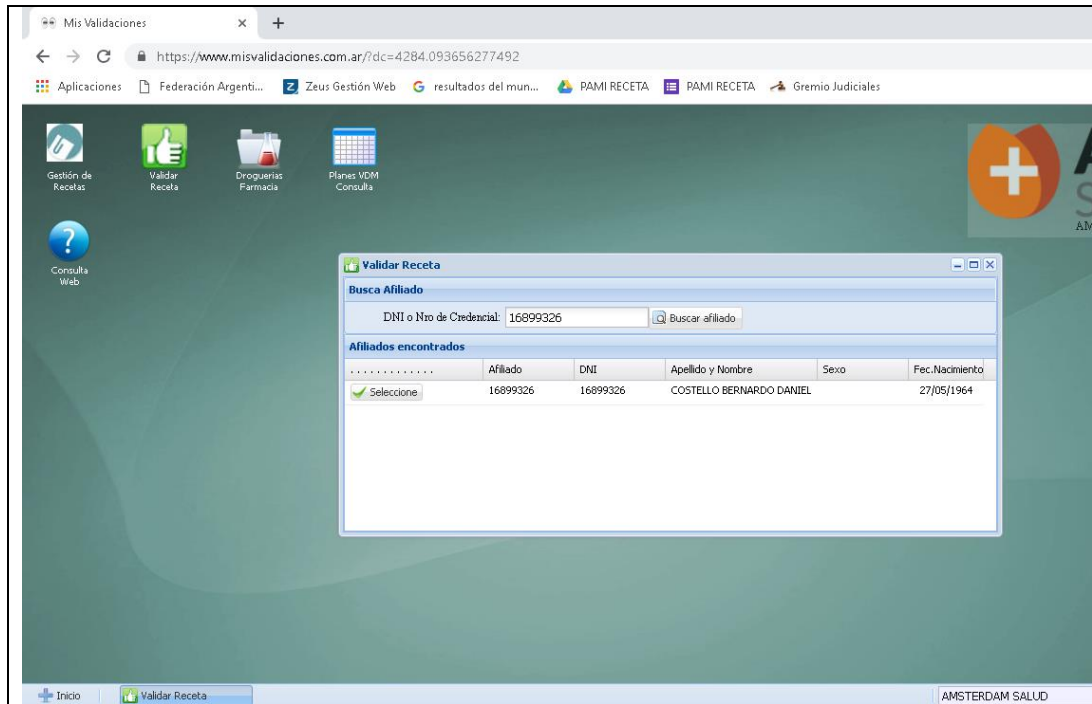 Mis Validaciones
https://www.misvalidaciones.com.ar/?dc=4284.093656277492
Aplicaciones Federación Argenti... Zeus Gestión Web resultados del mun... PAMI RECETA PAMI RECETA Gremio Judiciales
Gestión de Recetas
Validar Receta
Droguerias Farmacia
Planes VDM Consulta
Consulta Web
AM
Validar Receta
Busca Afiliado
DNI o Nro de Credencial: 16899326 Buscar afiliado
Afiliados encontrados
............. Afiliado DNI Apellido y Nombre Sexo Fec.Nacimiento
Seleccione 16899326 16899326 COSTELLO BERNARDO DANIEL 27/05/1964
Inicio Validar Receta AMSTERDAM SALUD